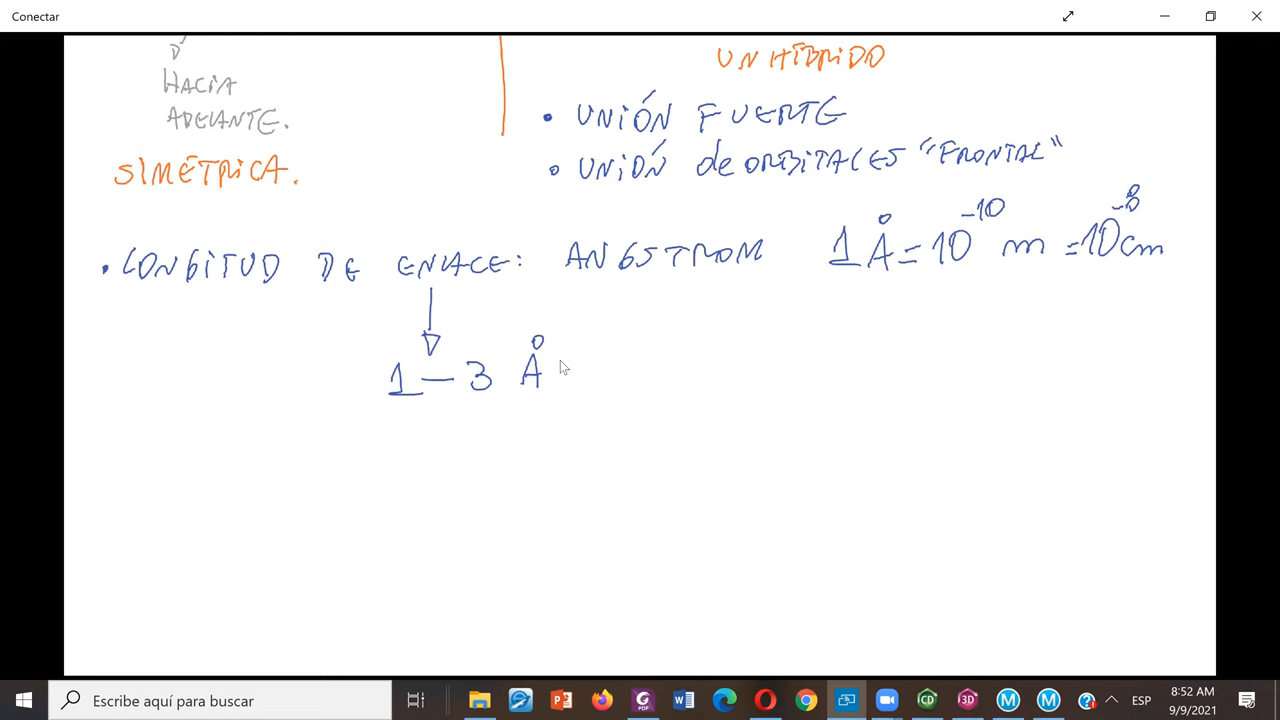 Conectar
D'
HACIA
ADELANTE.
SIMÉTRICA.
UN HÍBRIDO
• UNIÓN FUERTE
• UNIÓN de ORBITALES "FRONTAL"
• LONGITUD DE ENLACE: ANGSTROM 1 Å = 10⁻¹⁰ m = 10⁻⁸ cm
1 — 3 Å
Escribe aquí para buscar
ESP
8:52 AM
9/9/2021